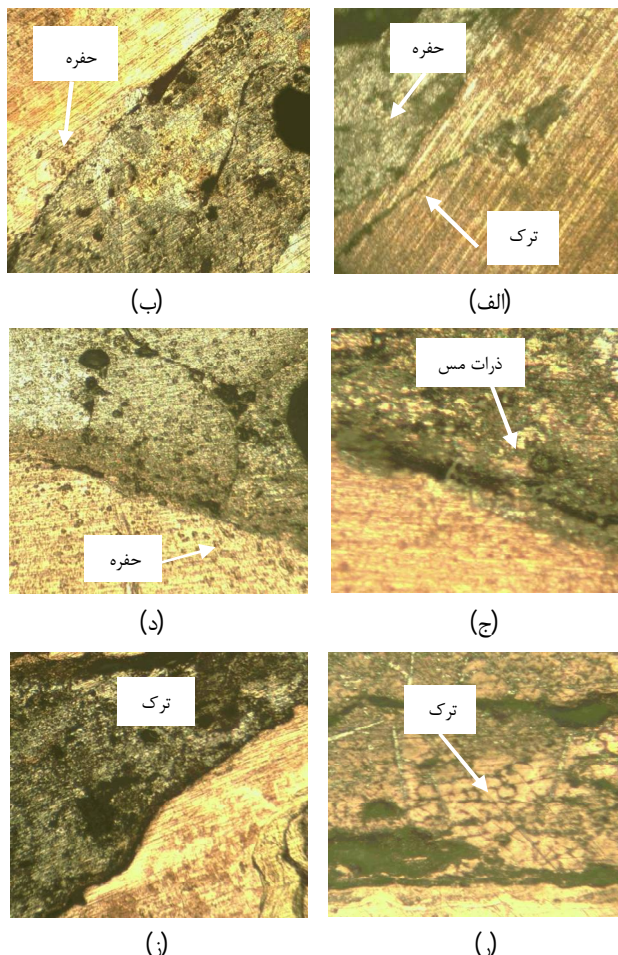 حفره
ترک
(الف)
حفره
(ب)
ذرات مس
(ج)
حفره
(د)
ترک
(ر)
ترک
(ز)